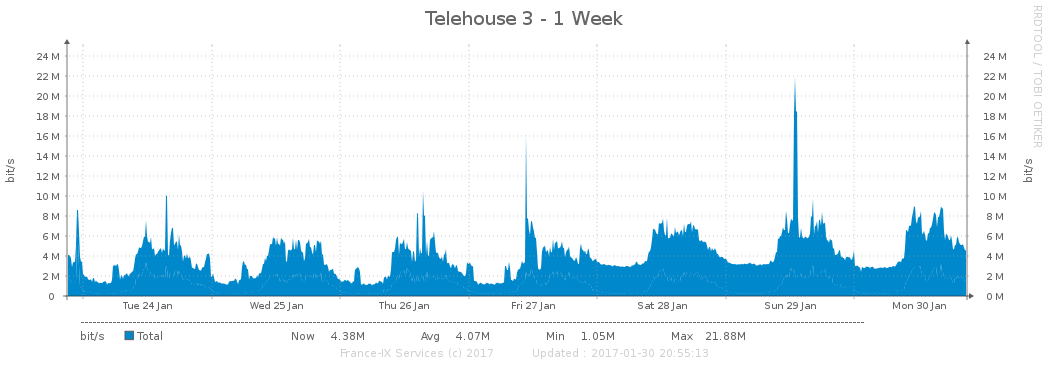 Telehouse 3 - 1 Week
RRDTOOL / TOBI OETIKER
bit/s
bit/s
24 M 24 M
22 M 22 M
20 M 20 M
18 M 18 M
16 M 16 M
14 M 14 M
12 M 12 M
10 M 10 M
8 M 8 M
6 M 6 M
4 M 4 M
2 M 2 M
0 0 M
Tue 24 Jan Wed 25 Jan Thu 26 Jan Fri 27 Jan Sat 28 Jan Sun 29 Jan Mon 30 Jan
bit/s Total Now 4.38M Avg 4.07M Min 1.05M Max 21.88M
France-IX Services (c) 2017 Updated : 2017-01-30 20:55:13